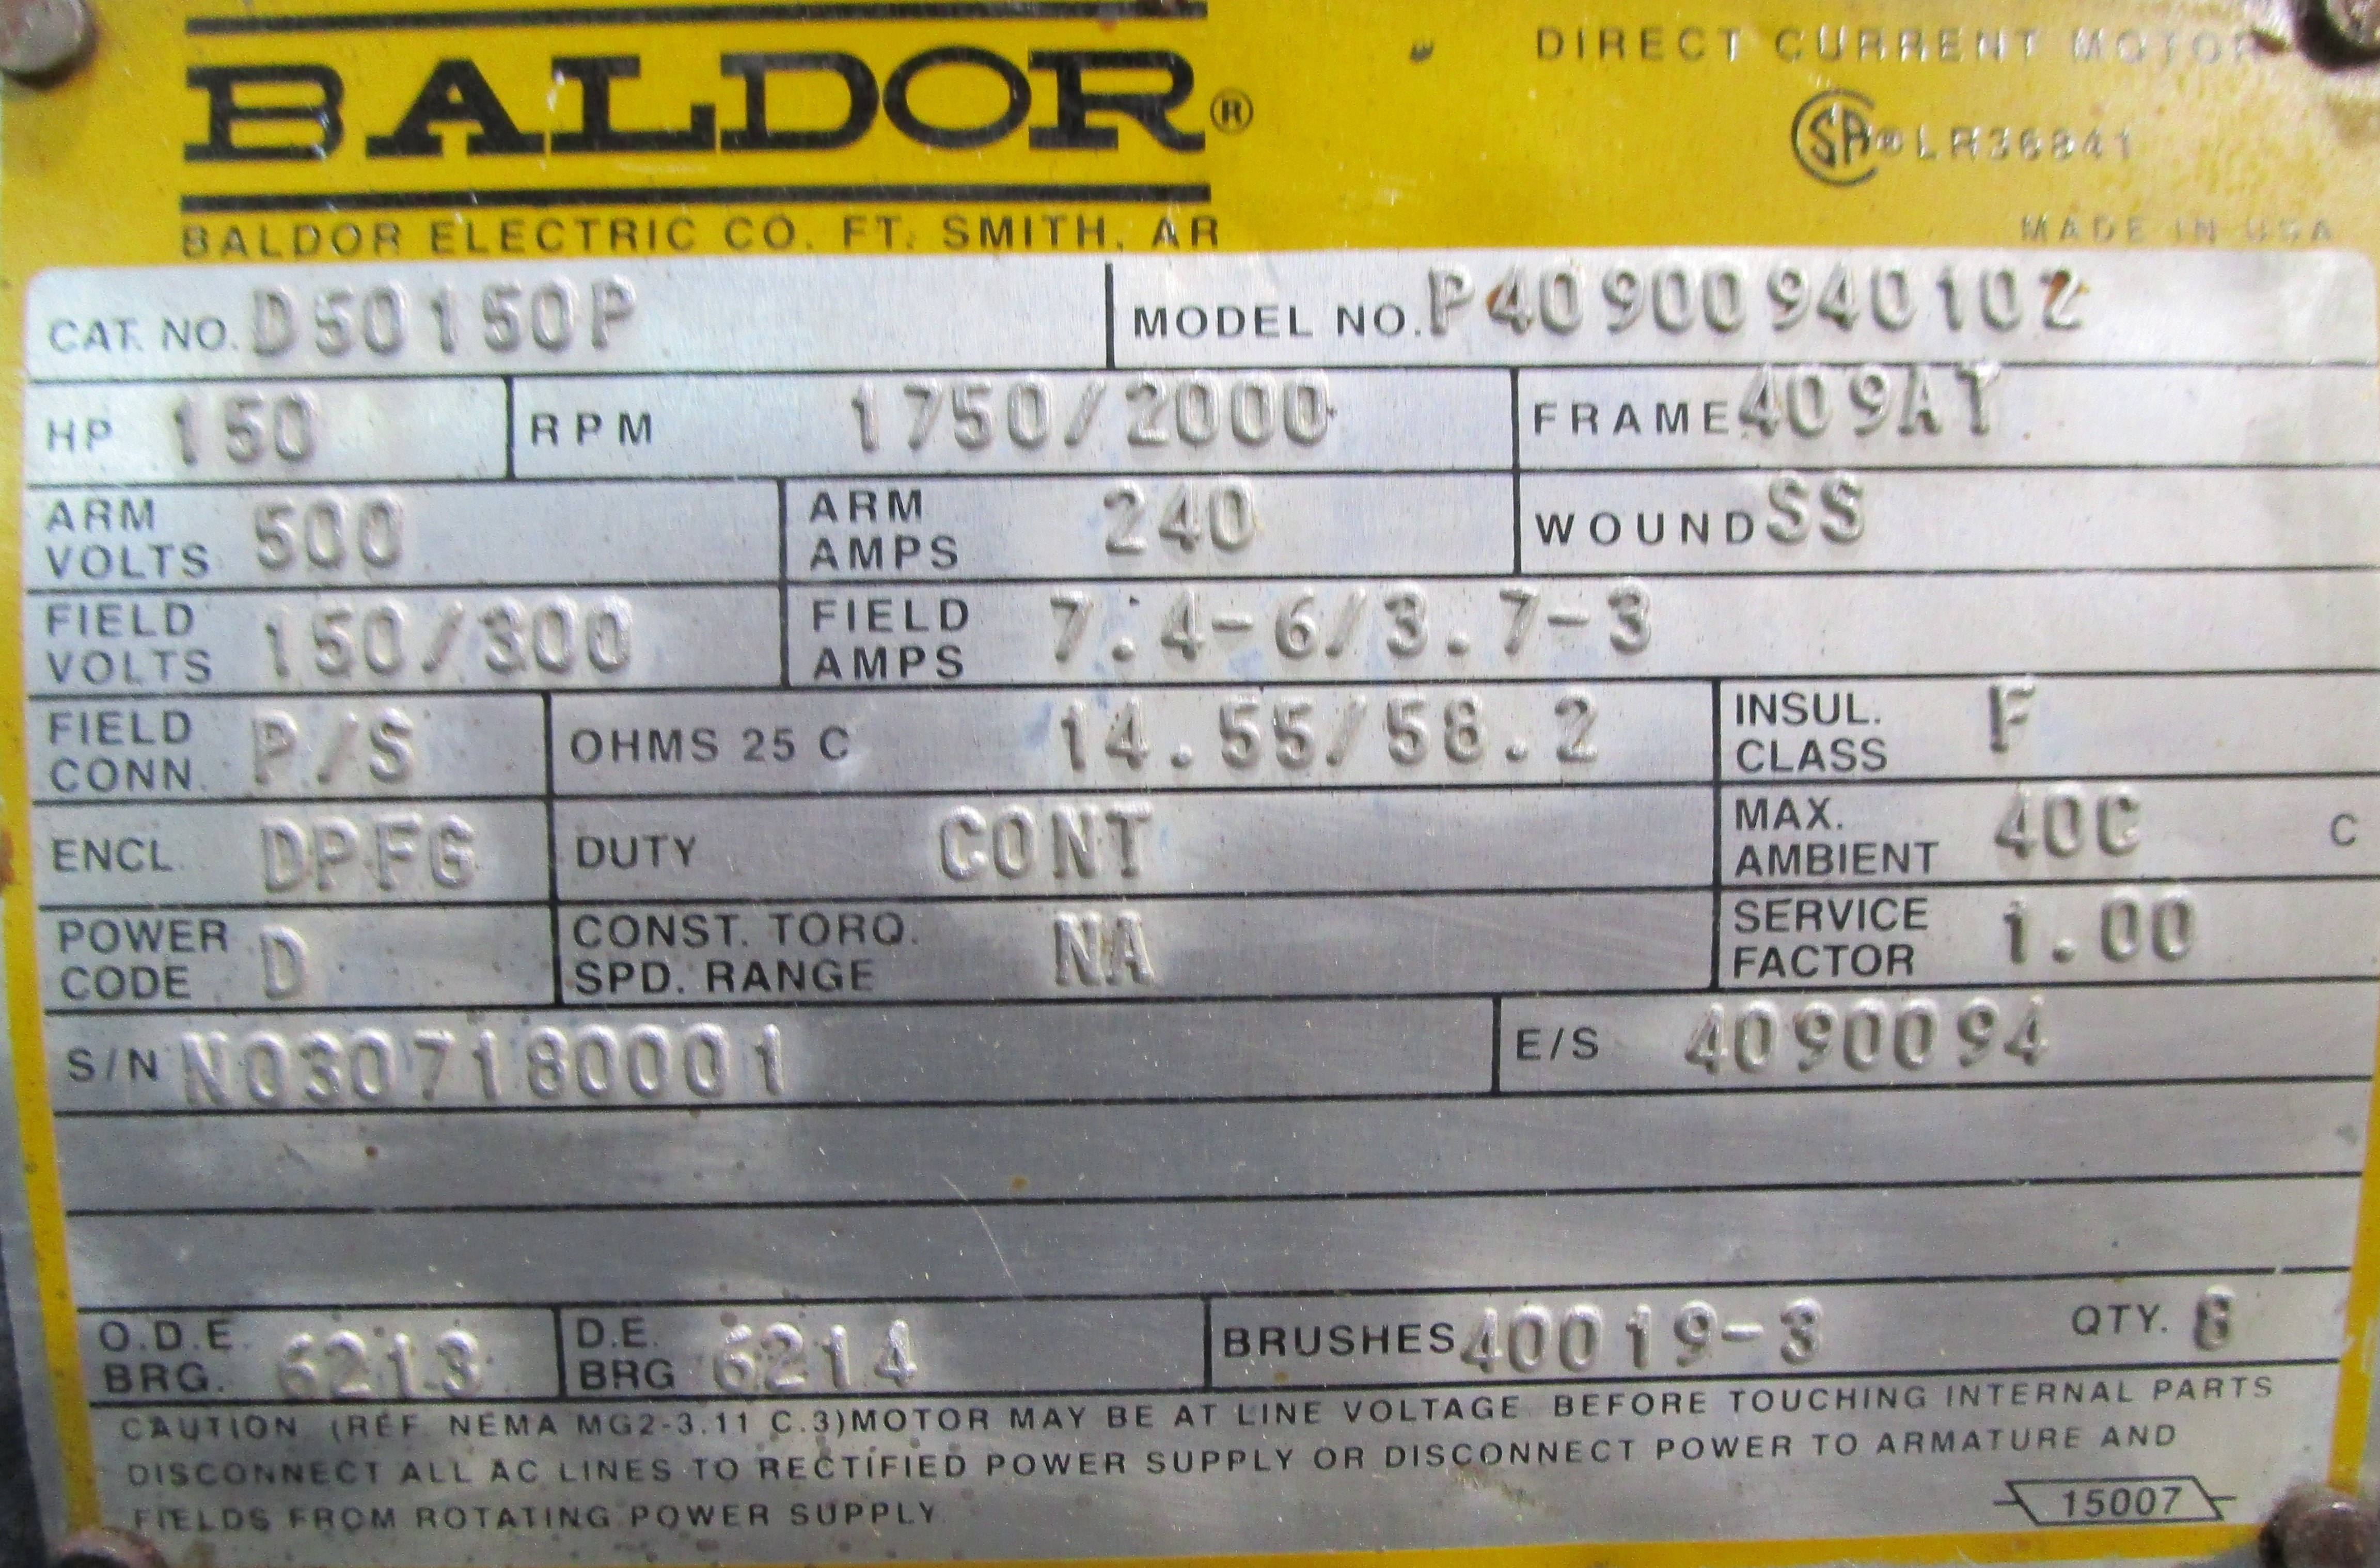 BALDOR®
DIRECT CURRENT MOTOR
SA® LR36841
BALDOR ELECTRIC CO. FT. SMITH, AR
MADE IN USA
CAT. NO. D50150P MODEL NO. P40900940102
HP 150 RPM 1750/2000 FRAME 409AT
ARM VOLTS 500 ARM AMPS 240 WOUND SS
FIELD VOLTS 150/300 FIELD AMPS 7.4-6/3.7-3
FIELD CONN. P/S OHMS 25 C 14.55/58.2 INSUL. CLASS F
ENCL. DPFG DUTY CONT MAX. AMBIENT 40C C
POWER CODE D CONST. TORQ. SPD. RANGE NA SERVICE FACTOR 1.00
S/N N0307180001 E/S 4090094
O.D.E. BRG. 6213 D.E. BRG 6214 BRUSHES 40019-3 QTY. 8
CAUTION (REF NEMA MG2-3.11 C.3) MOTOR MAY BE AT LINE VOLTAGE. BEFORE TOUCHING INTERNAL PARTS
DISCONNECT ALL AC LINES TO RECTIFIED POWER SUPPLY OR DISCONNECT POWER TO ARMATURE AND
FIELDS FROM ROTATING POWER SUPPLY.
15007